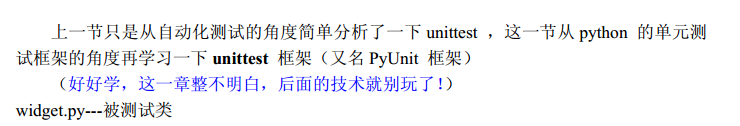 上一节只是从自动化测试的角度简单分析了一下 unittest ，这一节从 python 的单元测
试框架的角度再学习一下 unittest 框架（又名 PyUnit 框架）
（好好学，这一章整不明白，后面的技术就别玩了！）
widget.py---被测试类